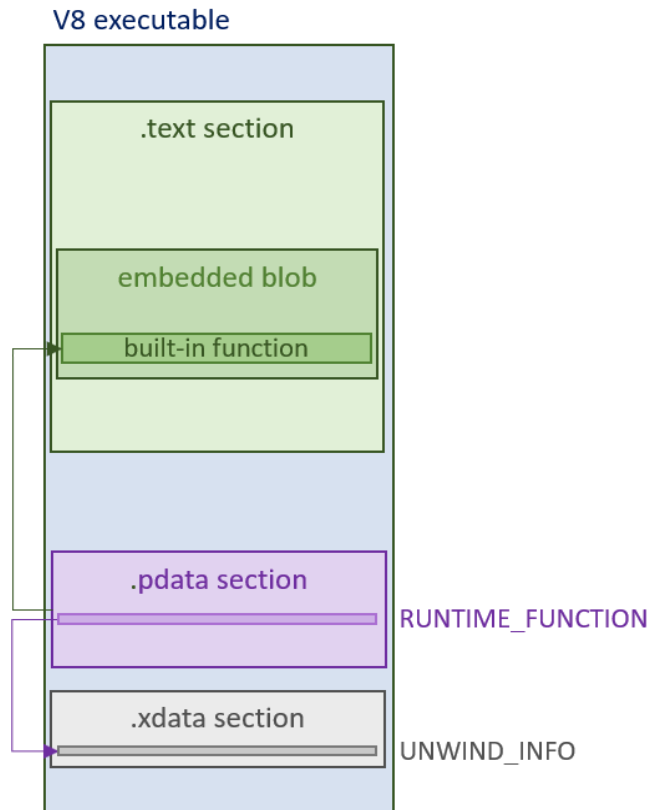 V8 executable
.text section
embedded blob
built-in function
.pdata section
RUNTIME_FUNCTION
.xdata section
UNWIND_INFO